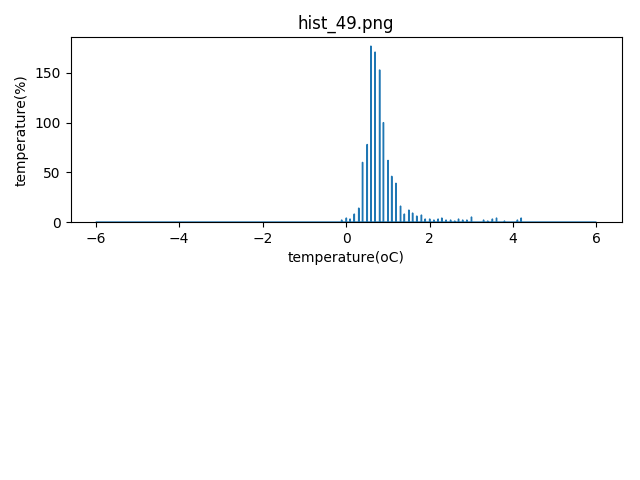 hist_49.png
temperature(%)
150
100
50
0
−6 −4 −2 0 2 4 6
temperature(oC)